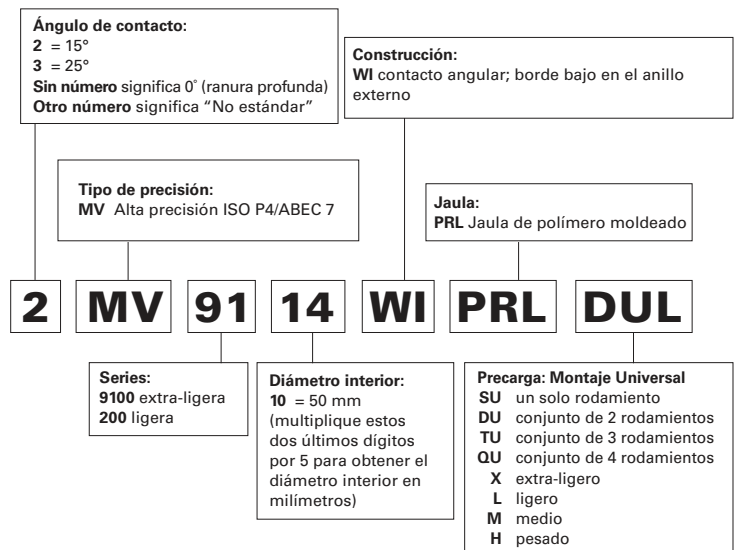 Ángulo de contacto:
2 = 15°
3 = 25°
Sin número significa 0° (ranura profunda)
Otro número significa “No estándar”
Construcción:
WI contacto angular; borde bajo en el anillo
externo
Tipo de precisión:
MV Alta precisión ISO P4/ABEC 7
Jaula:
PRL Jaula de polímero moldeado
2 MV 91 14 WI PRL DUL
Series:
9100 extra-ligera
200 ligera
Diámetro interior:
10 = 50 mm
(multiplique estos
dos últimos dígitos
por 5 para obtener el
diámetro interior en
milímetros)
Precarga: Montaje Universal
SU un solo rodamiento
DU conjunto de 2 rodamientos
TU conjunto de 3 rodamientos
QU conjunto de 4 rodamientos
X extra-ligero
L ligero
M medio
H pesado